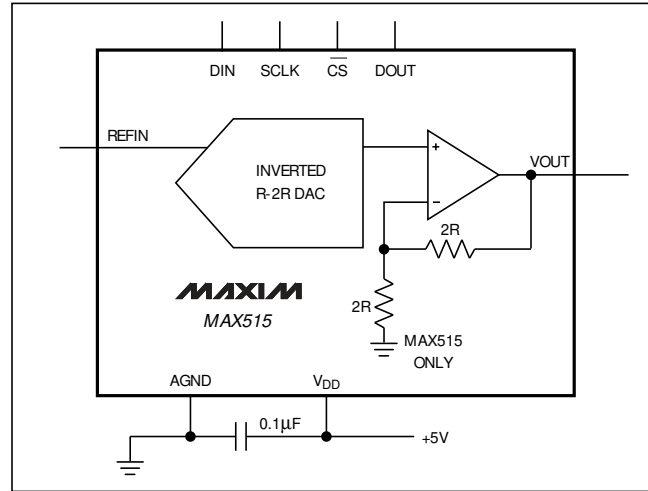 DIN SCLK CS DOUT
REFIN
INVERTED
R-2R DAC
+
−
VOUT
2R
2R
MAXIM
MAX515
MAX515
ONLY
AGND
VDD
0.1µF
+5V